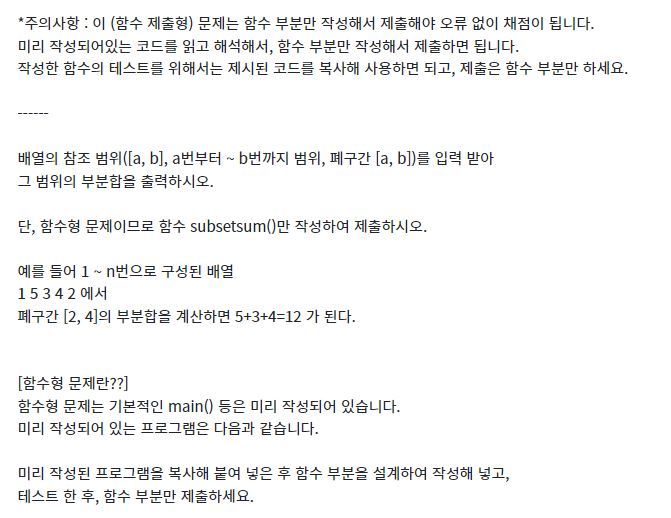 *주의사항 : 이 (함수 제출형) 문제는 함수 부분만 작성해서 제출해야 오류 없이 채점이 됩니다.
미리 작성되어있는 코드를 읽고 해석해서, 함수 부분만 작성해서 제출하면 됩니다.
작성한 함수의 테스트를 위해서는 제시된 코드를 복사해 사용하면 되고, 제출은 함수 부분만 하세요.
------
배열의 참조 범위([a, b], a번부터 ~ b번까지 범위, 폐구간 [a, b])를 입력 받아
그 범위의 부분합을 출력하시오.
단, 함수형 문제이므로 함수 subsetsum()만 작성하여 제출하시오.
예를 들어 1 ~ n번으로 구성된 배열
1 5 3 4 2 에서
폐구간 [2, 4]의 부분합을 계산하면 5+3+4=12 가 된다.
[함수형 문제란??]
함수형 문제는 기본적인 main() 등은 미리 작성되어 있습니다.
미리 작성되어 있는 프로그램은 다음과 같습니다.
미리 작성된 프로그램을 복사해 붙여 넣은 후 함수 부분을 설계하여 작성해 넣고,
테스트 한 후, 함수 부분만 제출하세요.